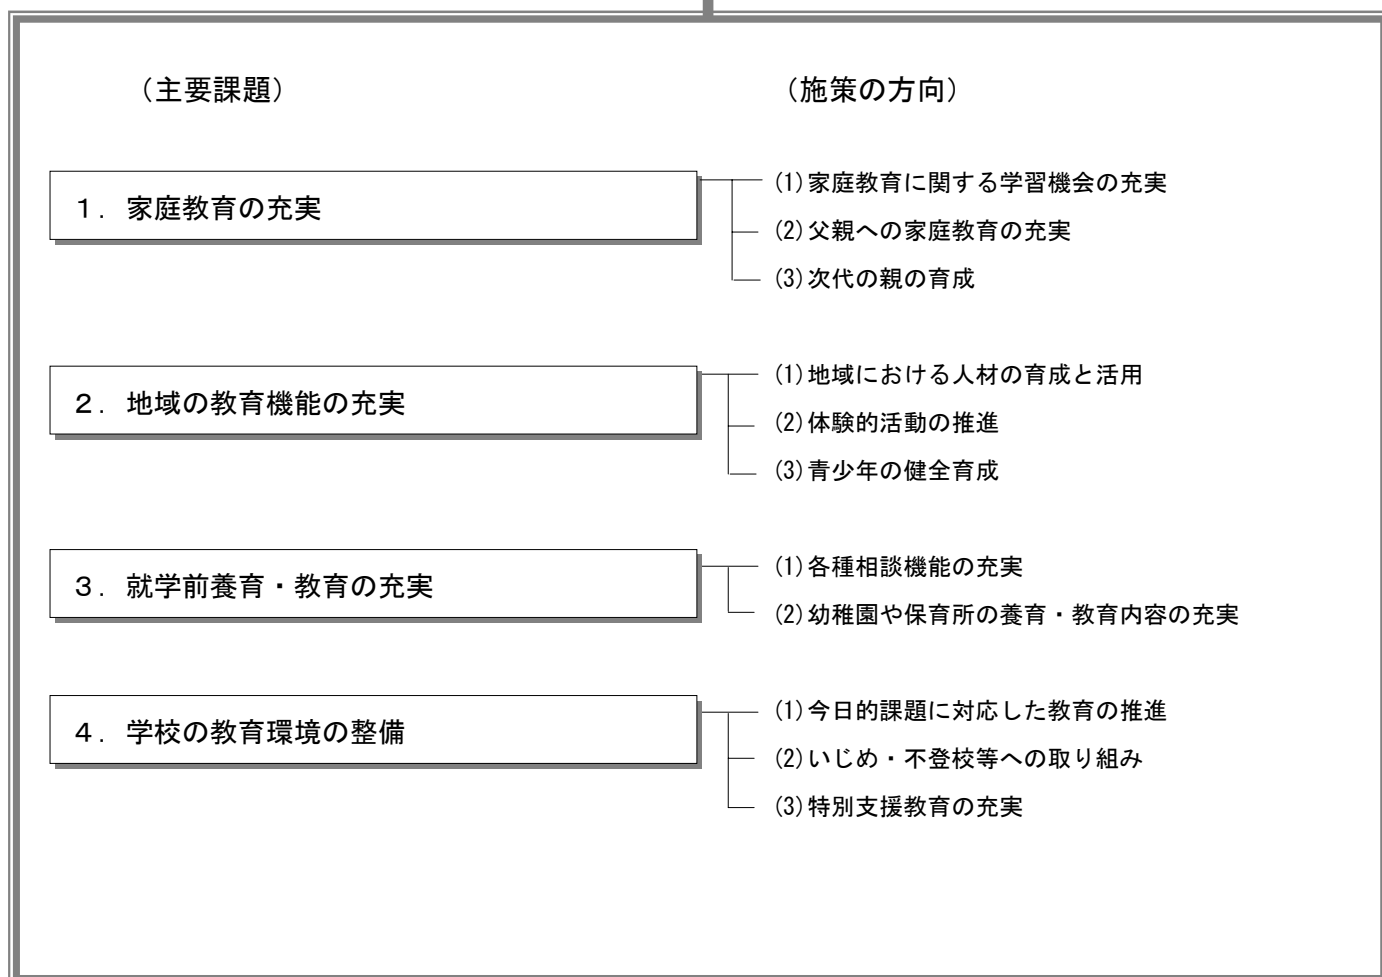 （主要課題）
（施策の方向）
１．家庭教育の充実
(1)家庭教育に関する学習機会の充実
(2)父親への家庭教育の充実
(3)次代の親の育成
２．地域の教育機能の充実
(1)地域における人材の育成と活用
(2)体験的活動の推進
(3)青少年の健全育成
３．就学前養育・教育の充実
(1)各種相談機能の充実
(2)幼稚園や保育所の養育・教育内容の充実
４．学校の教育環境の整備
(1)今日的課題に対応した教育の推進
(2)いじめ・不登校等への取り組み
(3)特別支援教育の充実